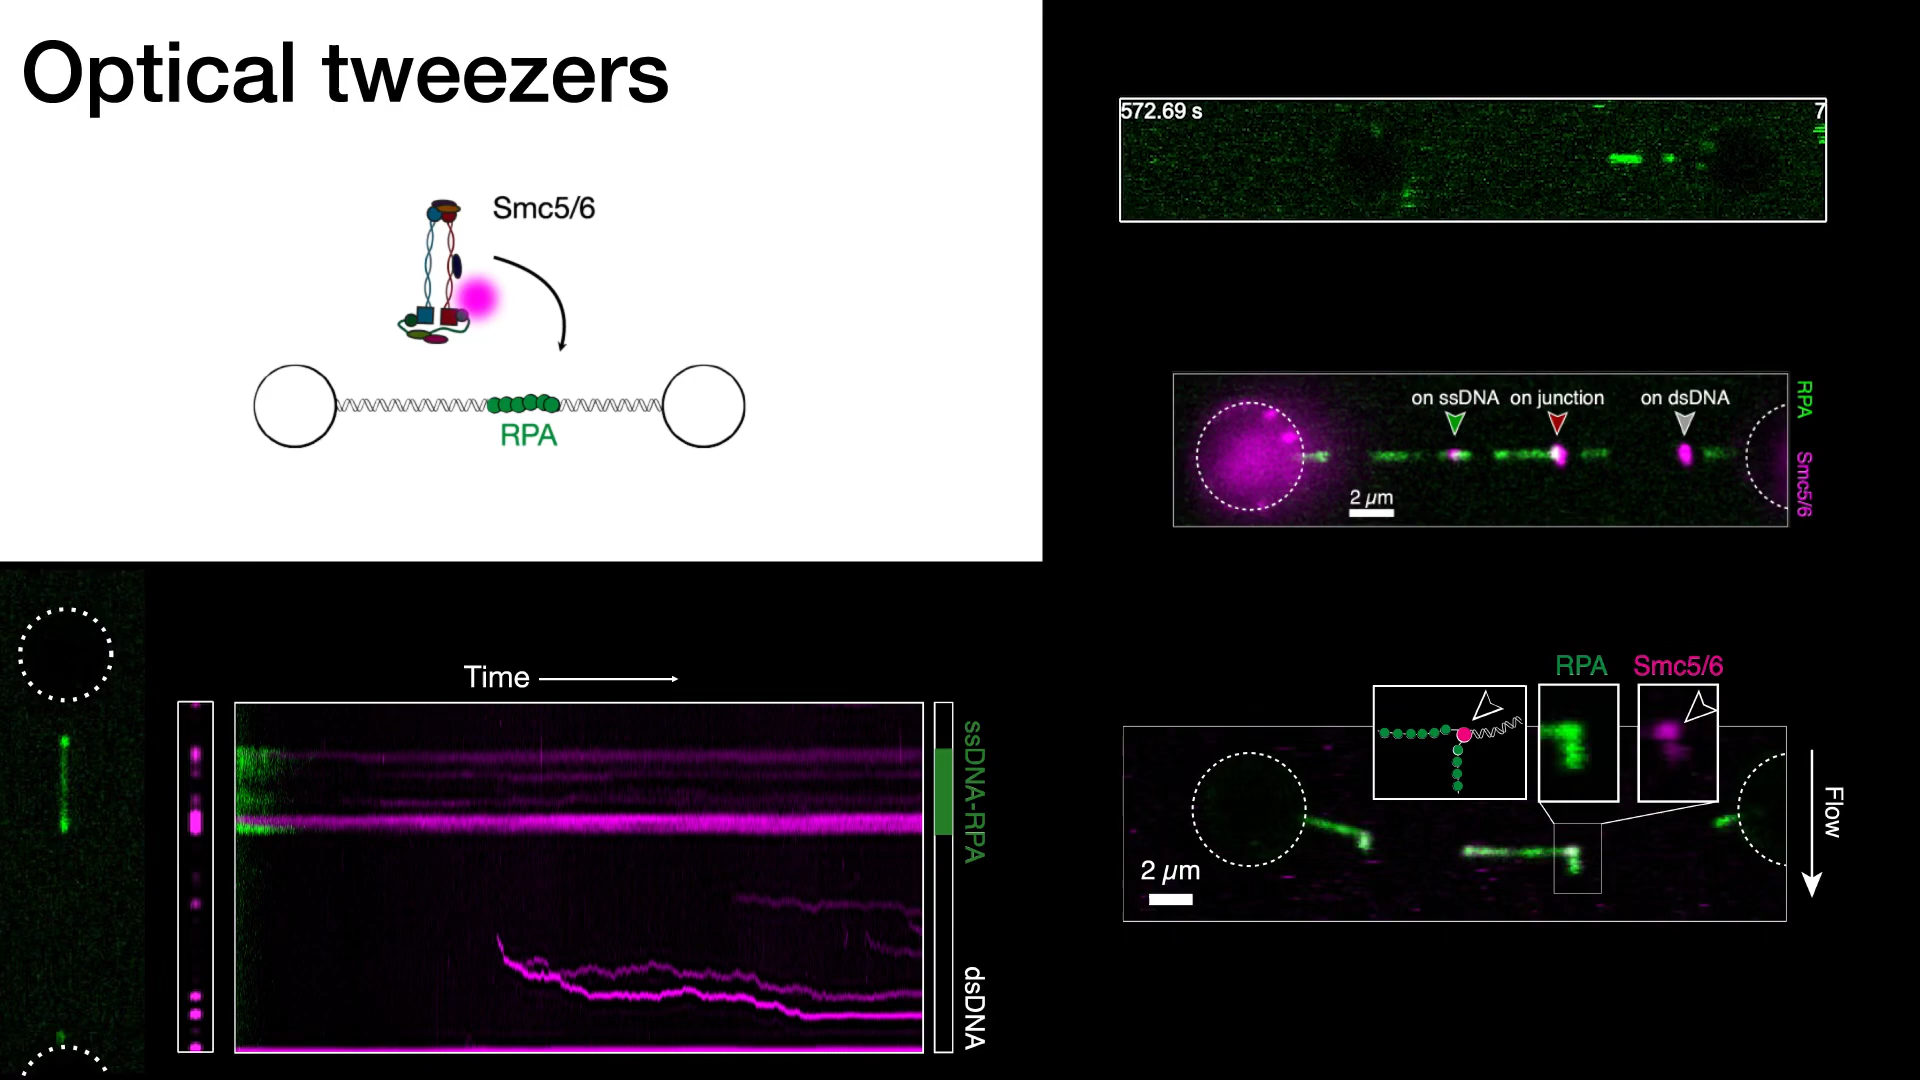 Optical tweezers
Smc5/6
RPA
572.69 s
7
on ssDNA on junction on dsDNA
2 µm
RPA
Smc5/6
Time
ssDNA-RPA
dsDNA
RPA Smc5/6
2 µm
Flow